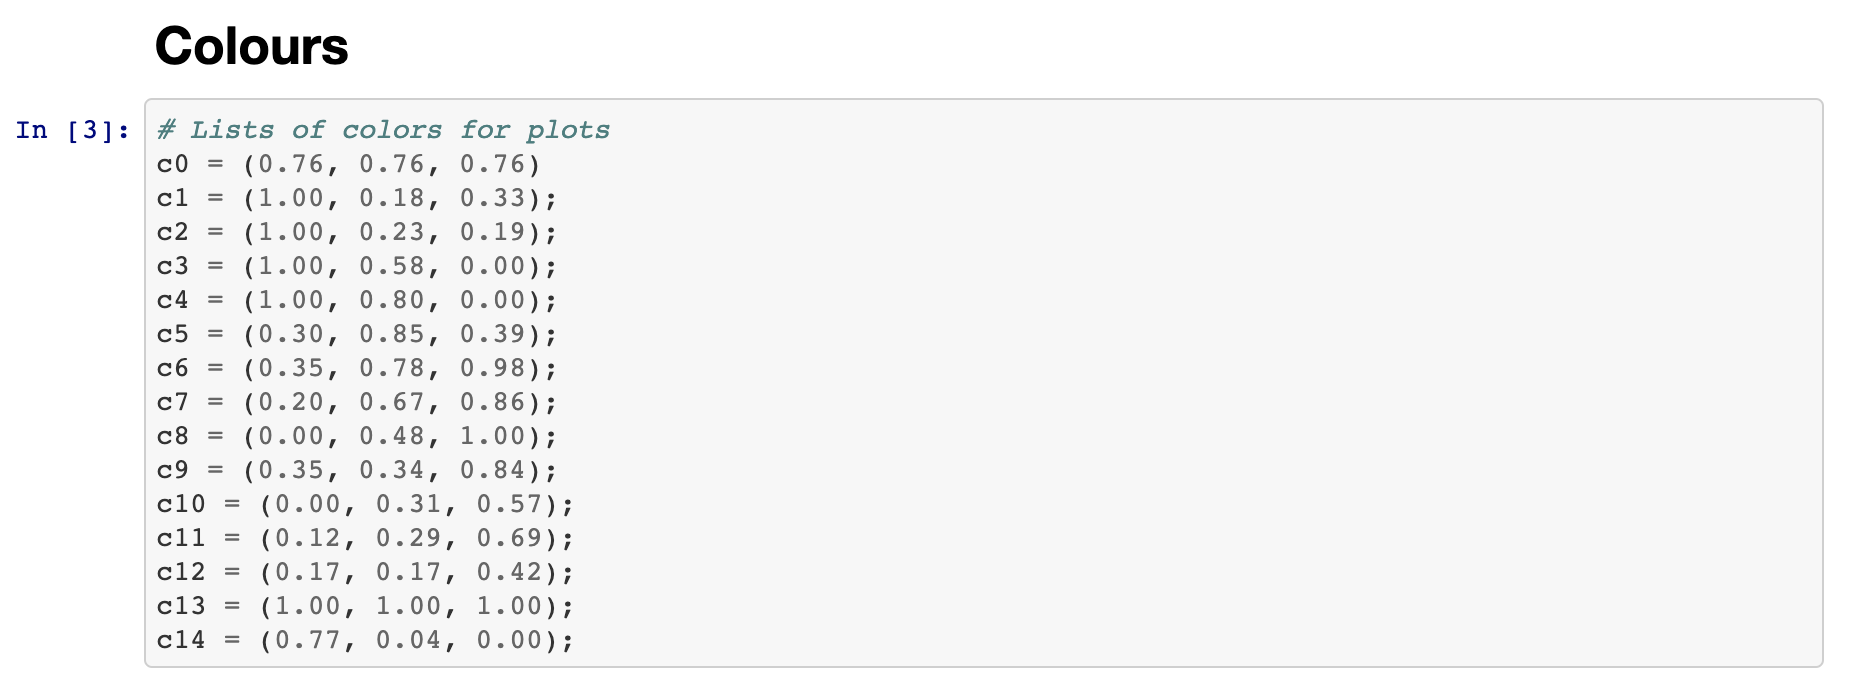 Colours
In [3]:
# Lists of colors for plots
c0 = (0.76, 0.76, 0.76)
c1 = (1.00, 0.18, 0.33);
c2 = (1.00, 0.23, 0.19);
c3 = (1.00, 0.58, 0.00);
c4 = (1.00, 0.80, 0.00);
c5 = (0.30, 0.85, 0.39);
c6 = (0.35, 0.78, 0.98);
c7 = (0.20, 0.67, 0.86);
c8 = (0.00, 0.48, 1.00);
c9 = (0.35, 0.34, 0.84);
c10 = (0.00, 0.31, 0.57);
c11 = (0.12, 0.29, 0.69);
c12 = (0.17, 0.17, 0.42);
c13 = (1.00, 1.00, 1.00);
c14 = (0.77, 0.04, 0.00);